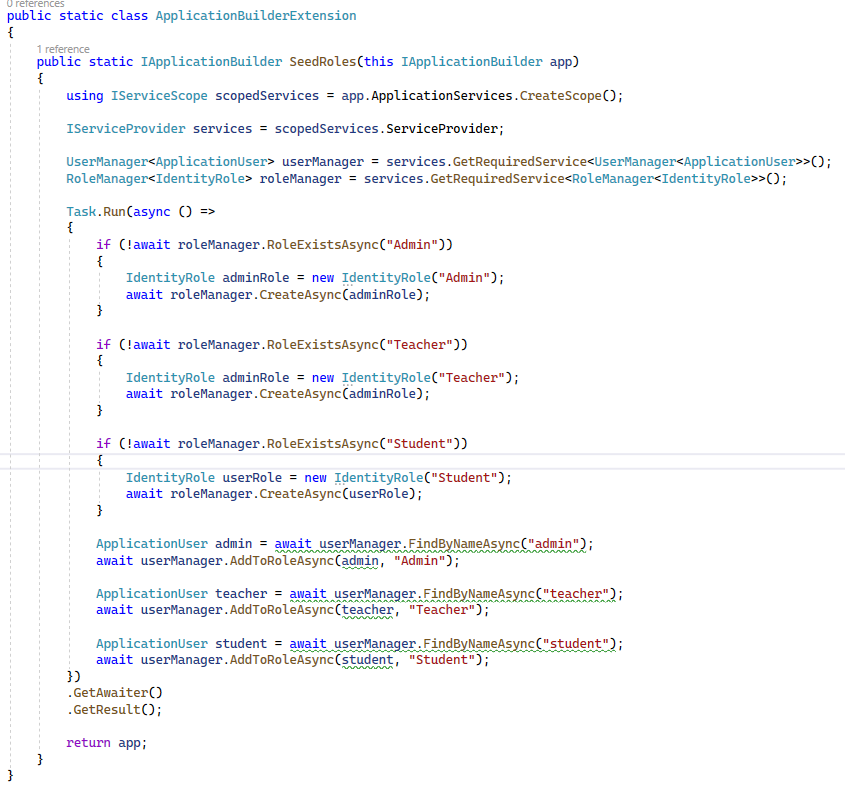 0 references
public static class ApplicationBuilderExtension
{
1 reference
public static IApplicationBuilder SeedRoles(this IApplicationBuilder app)
{
using IServiceScope scopedServices = app.ApplicationServices.CreateScope();
IServiceProvider services = scopedServices.ServiceProvider;
UserManager<ApplicationUser> userManager = services.GetRequiredService<UserManager<ApplicationUser>>();
RoleManager<IdentityRole> roleManager = services.GetRequiredService<RoleManager<IdentityRole>>();
Task.Run(async () =>
{
if (!await roleManager.RoleExistsAsync("Admin"))
{
IdentityRole adminRole = new IdentityRole("Admin");
await roleManager.CreateAsync(adminRole);
}
if (!await roleManager.RoleExistsAsync("Teacher"))
{
IdentityRole adminRole = new IdentityRole("Teacher");
await roleManager.CreateAsync(adminRole);
}
if (!await roleManager.RoleExistsAsync("Student"))
{
IdentityRole userRole = new IdentityRole("Student");
await roleManager.CreateAsync(userRole);
}
ApplicationUser admin = await userManager.FindByNameAsync("admin");
await userManager.AddToRoleAsync(admin, "Admin");
ApplicationUser teacher = await userManager.FindByNameAsync("teacher");
await userManager.AddToRoleAsync(teacher, "Teacher");
ApplicationUser student = await userManager.FindByNameAsync("student");
await userManager.AddToRoleAsync(student, "Student");
})
.GetAwaiter()
.GetResult();
return app;
}
}